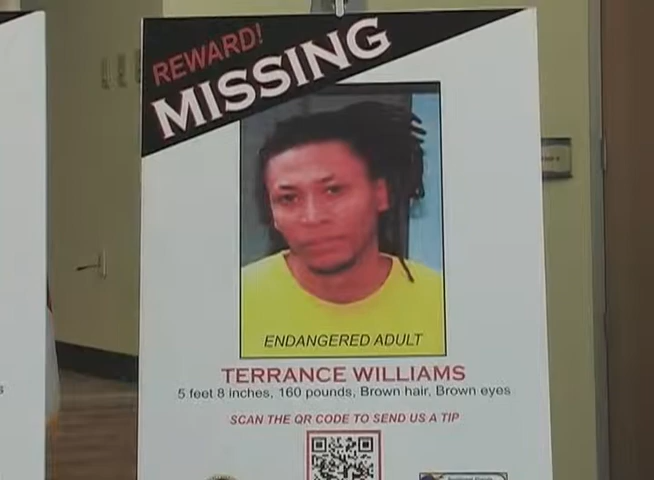 REWARD!
MISSING
ENDANGERED ADULT
TERRANCE WILLIAMS
5 feet 8 inches, 160 pounds, Brown hair, Brown eyes
SCAN THE QR CODE TO SEND US A TIP